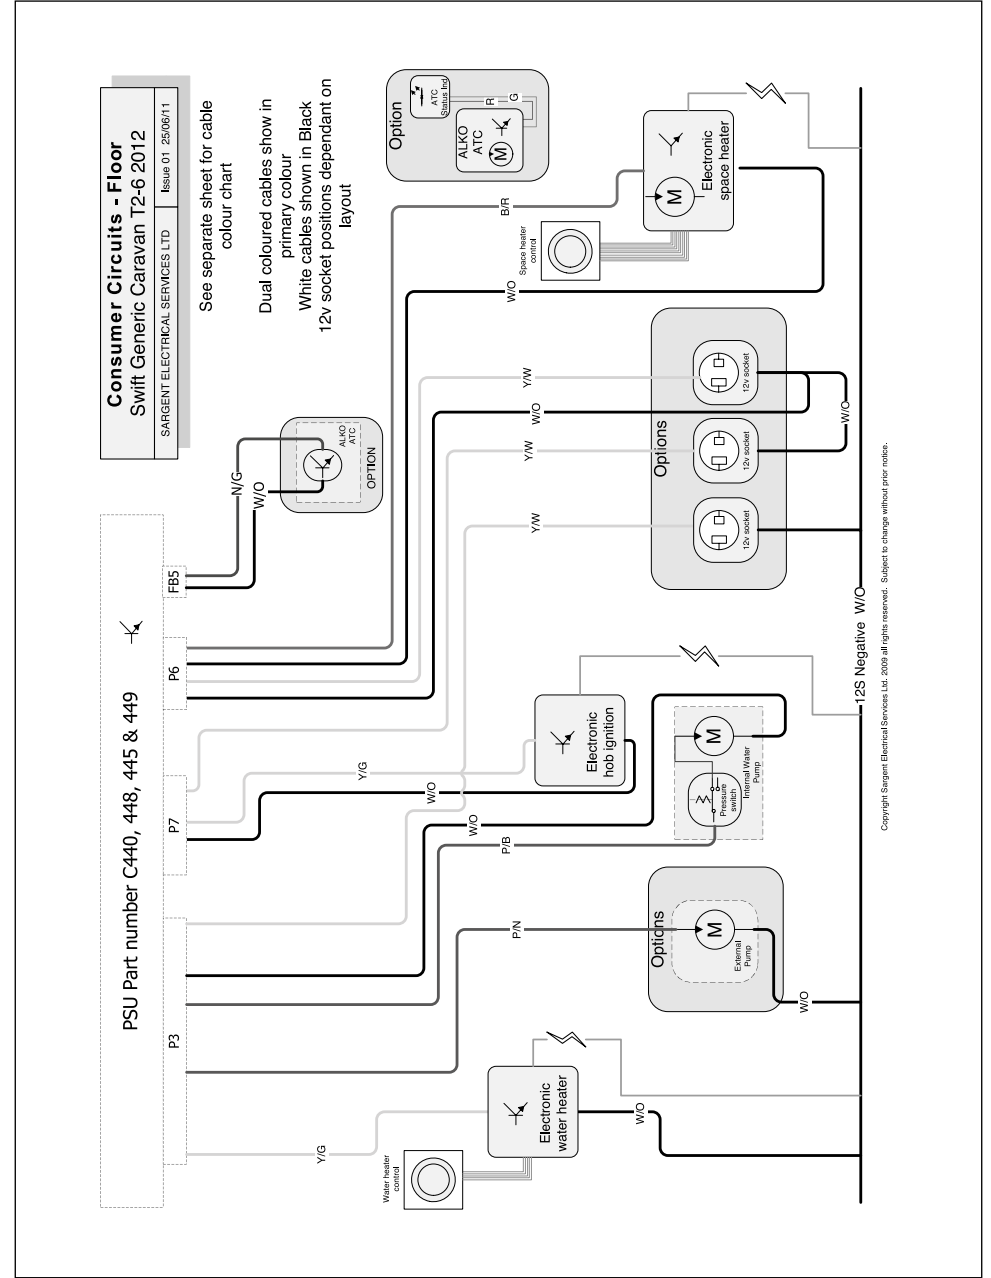 Consumer Circuits - Floor
Swift Generic Caravan T2-6 2012
SARGENT ELECTRICAL SERVICES LTD
Issue 01 25/06/11
See separate sheet for cable
colour chart
Dual coloured cables show in
primary colour
White cables shown in Black
12v socket positions dependant on
layout
Option
ALKO
ATC
M
ATC
Status Ind
R
G
PSU Part number C440, 448, 445 & 449
P3
P7
P6
FB5
N/G
W/O
ALKO
ATC
OPTION
B/R
W/O
Y/W
W/O
Y/W
Y/W
Y/G
W/O
W/O
P/B
P/N
Y/G
Space heater
control
M
Electronic
space heater
Options
12v socket
12v socket
12v socket
W/O
Electronic
hob ignition
M
Pressure
switch
Internal Water
Pump
Options
M
External
Pump
W/O
Water heater
control
Electronic
water heater
W/O
12S Negative W/O
Copyright Sargent Electrical Services Ltd. 2009 all rights reserved. Subject to change without prior notice.